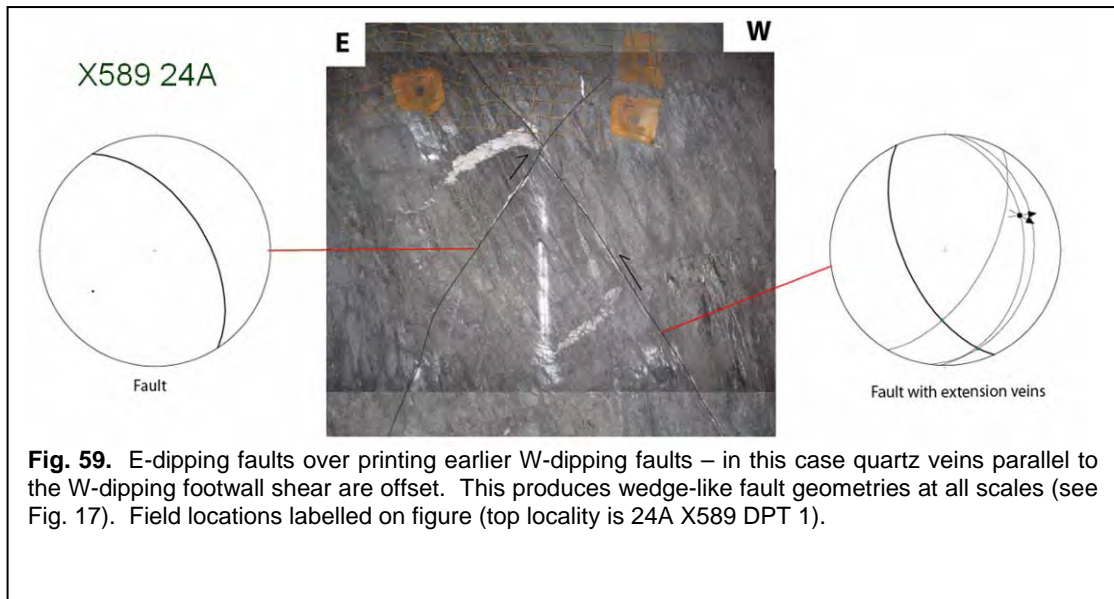 E
W
X589 24A
Fault
Fault with extension veins
Fig. 59. E-dipping faults over printing earlier W-dipping faults – in this case quartz veins parallel to
the W-dipping footwall shear are offset. This produces wedge-like fault geometries at all scales (see
Fig. 17). Field locations labelled on figure (top locality is 24A X589 DPT 1).